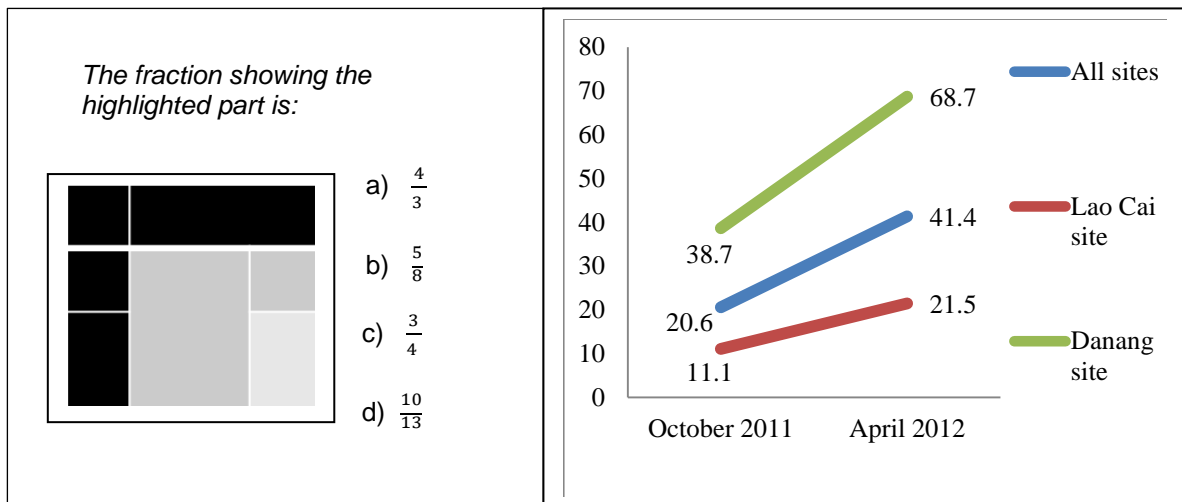 The fraction showing the
highlighted part is:
a) 4/3
b) 5/8
c) 3/4
d) 10/13
80
70
60
50
40
30
20
10
0
38.7
68.7
20.6
41.4
11.1
21.5
October 2011 April 2012
All sites
Lao Cai
site
Danang
site